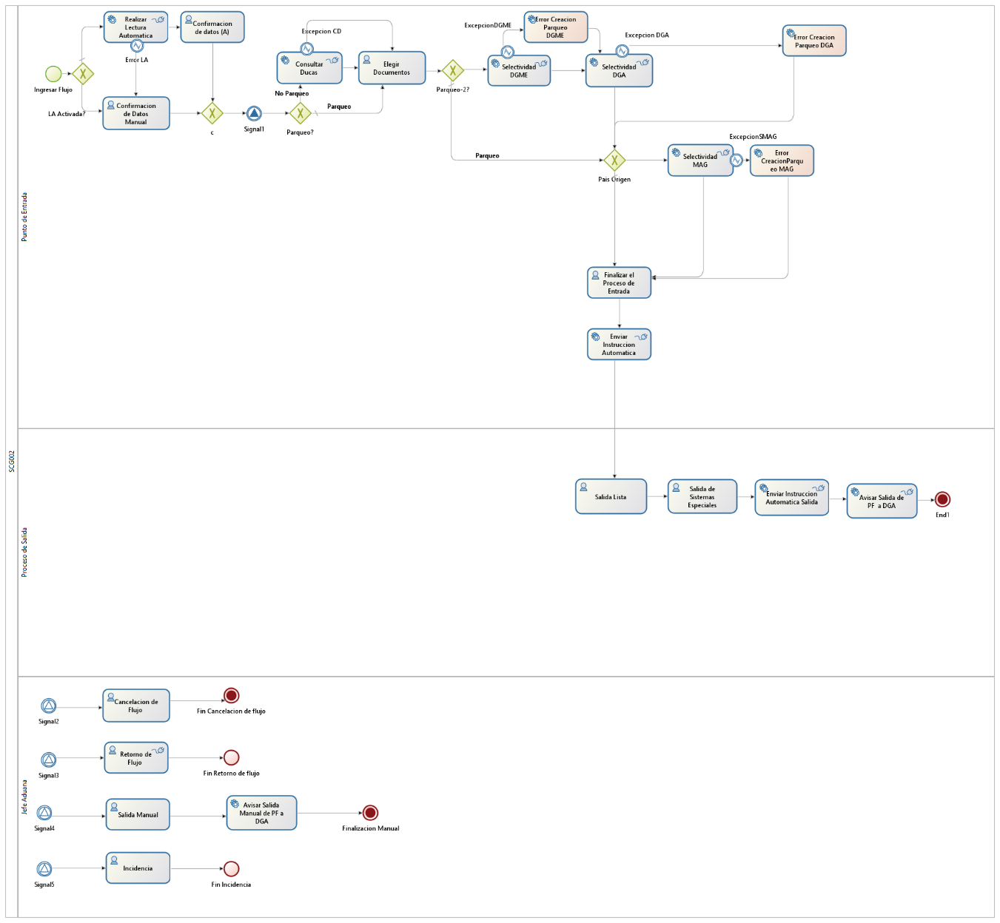 SCG002
Punto de Entrada
Ingresar Flujo
LA Activada?
Realizar
Lectura
Automatica
Error LA
Confirmacion
de datos (A)
Confirmacion
de Datos
Manual
c
Signal1
Parqueo?
No Parqueo
Parqueo
Excepcion CD
Consultar
Ducas
Elegir
Documentos
Parqueo-2?
Parqueo
ExcepcionDGME
Selectividad
DGME
Error Creacion
Parqueo
DGME
Excepcion DGA
Selectividad
DGA
Error Creacion
Parqueo DGA
Pais Origen
Selectividad
MAG
ExcepcionSMAG
Error
CreacionParqu
eo MAG
Finalizar el
Proceso de
Entrada
Enviar
Instruccion
Automatica
Proceso de Salida
Salida Lista
Salida de
Sistemas
Especiales
Enviar Instruccion
Automatica Salida
Avisar Salida de
PF a DGA
End1
Jefe Aduana
Signal2
Cancelacion de
Flujo
Fin Cancelacion de flujo
Signal3
Retorno de
Flujo
Fin Retorno de flujo
Signal4
Salida Manual
Avisar Salida
Manual de PF a
DGA
Finalizacion Manual
Signal5
Incidencia
Fin Incidencia